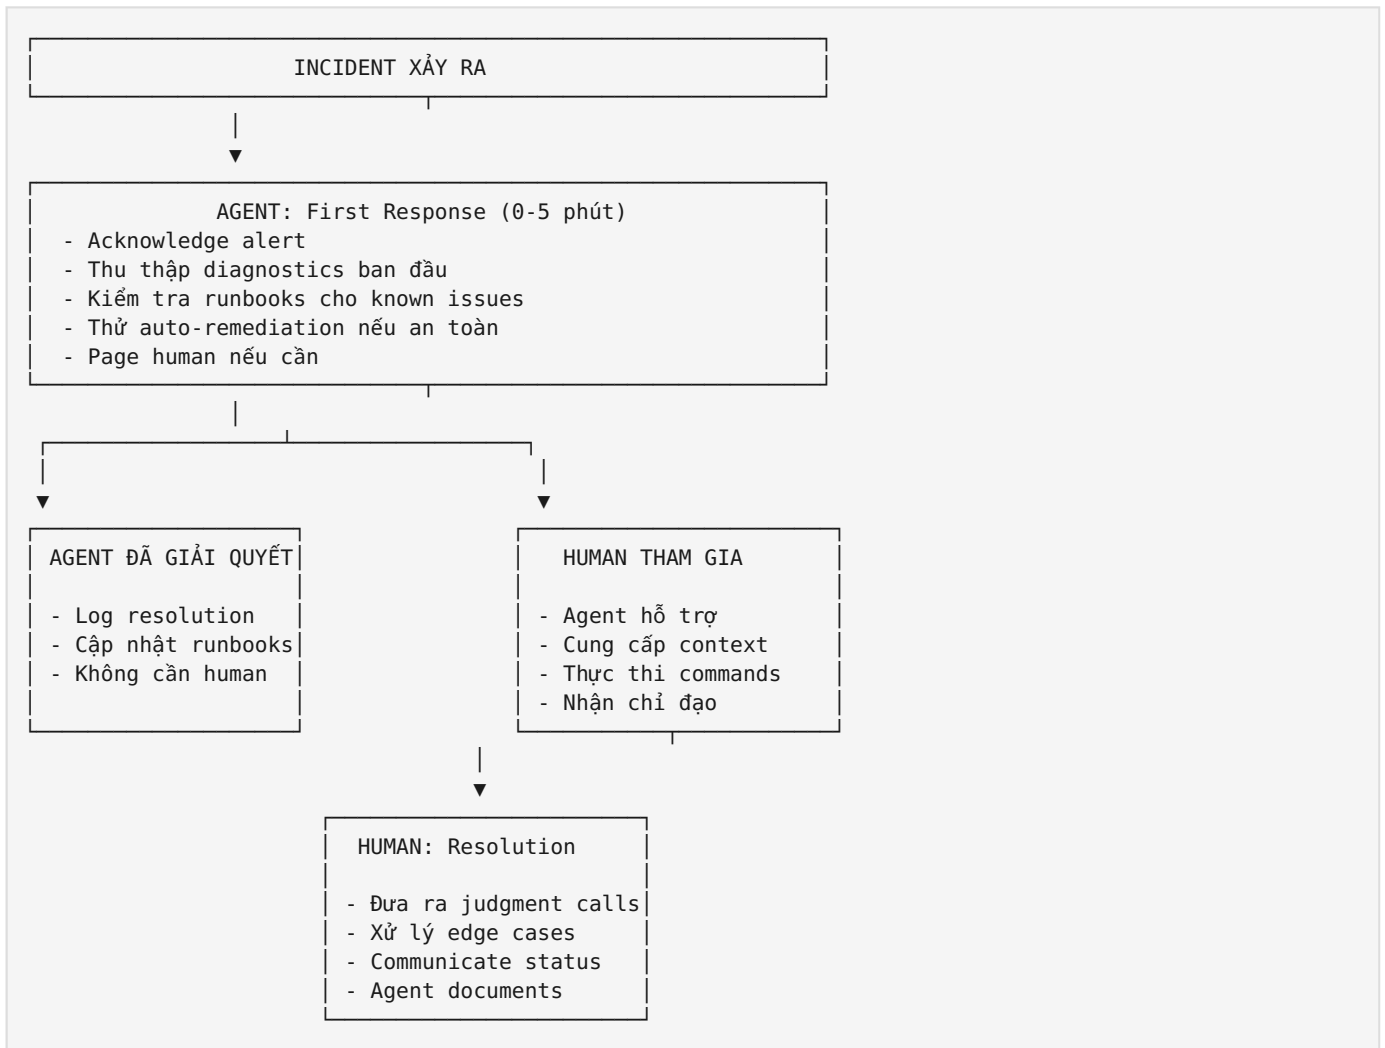 INCIDENT XẢY RA
AGENT: First Response (0-5 phút)
- Acknowledge alert
- Thu thập diagnostics ban đầu
- Kiểm tra runbooks cho known issues
- Thử auto-remediation nếu an toàn
- Page human nếu cần
AGENT ĐÃ GIẢI QUYẾT
- Log resolution
- Cập nhật runbooks
- Không cần human
HUMAN THAM GIA
- Agent hỗ trợ
- Cung cấp context
- Thực thi commands
- Nhận chỉ đạo
HUMAN: Resolution
- Đưa ra judgment calls
- Xử lý edge cases
- Communicate status
- Agent documents